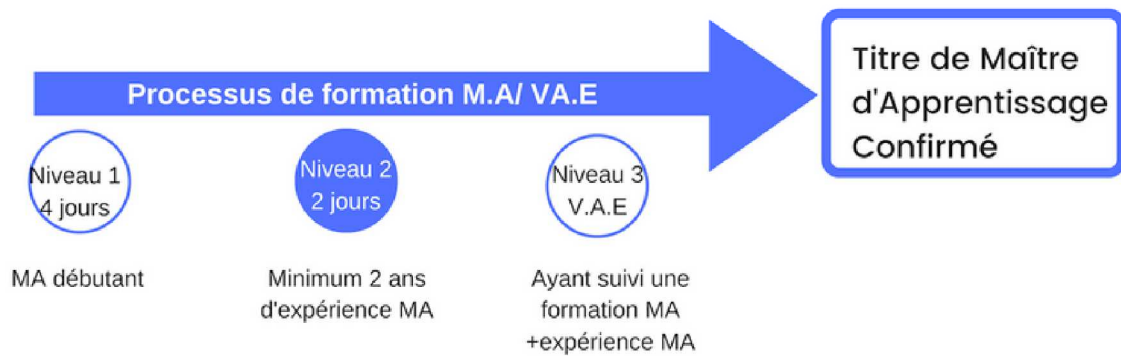 Processus de formation M.A/ VA.E
Titre de Maître
d'Apprentissage
Confirmé
Niveau 1
4 jours
Niveau 2
2 jours
Niveau 3
V.A.E
MA débutant
Minimum 2 ans
d'expérience MA
Ayant suivi une
formation MA
+expérience MA